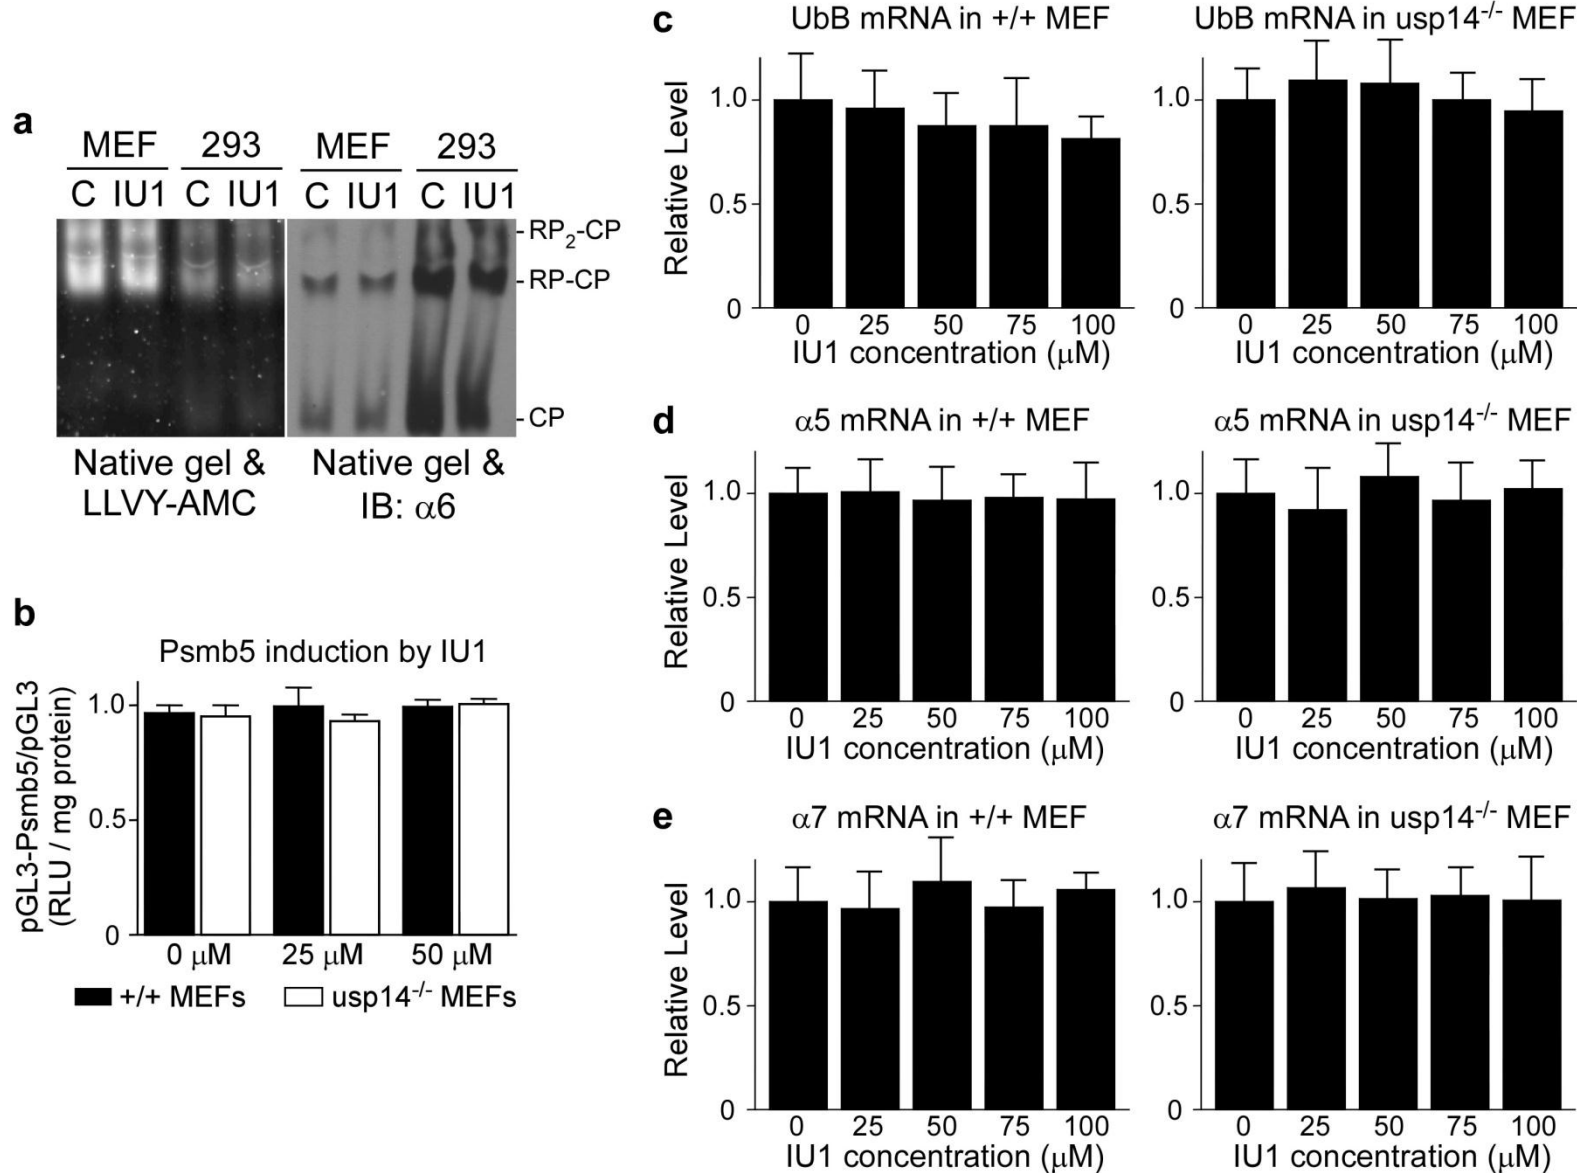 a
MEF 293 MEF 293
C IU1 C IU1 C IU1 C IU1
-RP₂-CP
-RP-CP
-CP
Native gel &
LLVY-AMC
Native gel &
IB: α6
b
Psmb5 induction by IU1
pGL3-Psmb5/pGL3
(RLU / mg protein)
1.0
0.5
0
0 μM 25 μM 50 μM
+/+ MEFs usp14⁻/⁻ MEFs
c
UbB mRNA in +/+ MEF
Relative Level
1.0
0.5
0
0 25 50 75 100
IU1 concentration (μM)
UbB mRNA in usp14⁻/⁻ MEF
1.0
0.5
0
0 25 50 75 100
IU1 concentration (μM)
d
α5 mRNA in +/+ MEF
Relative Level
1.0
0.5
0
0 25 50 75 100
IU1 concentration (μM)
α5 mRNA in usp14⁻/⁻ MEF
1.0
0.5
0
0 25 50 75 100
IU1 concentration (μM)
e
α7 mRNA in +/+ MEF
Relative Level
1.0
0.5
0
0 25 50 75 100
IU1 concentration (μM)
α7 mRNA in usp14⁻/⁻ MEF
1.0
0.5
0
0 25 50 75 100
IU1 concentration (μM)